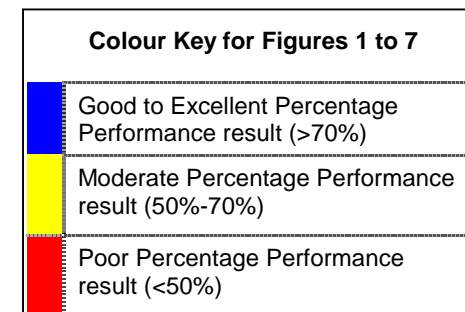 Colour Key for Figures 1 to 7
Good to Excellent Percentage
Performance result (>70%)
Moderate Percentage Performance
result (50%-70%)
Poor Percentage Performance
result (<50%)